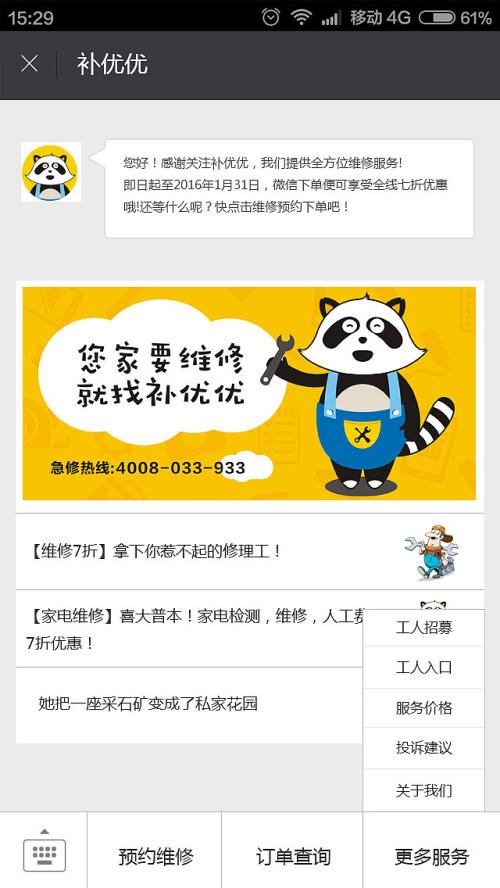 15:29
移动 4G
61%
补优优
您好！感谢关注补优优，我们提供全方位维修服务!
即日起至2016年1月31日，微信下单便可享受全线七折优惠
哦!还等什么呢？快点击维修预约下单吧！
您家要维修
就找补优优
急修热线:4008-033-933
【维修7折】拿下你惹不起的修理工！
【家电维修】喜大普本！家电检测，维修，人工费
7折优惠！
她把一座采石矿变成了私家花园
工人招募
工人入口
服务价格
投诉建议
关于我们
预约维修
订单查询
更多服务